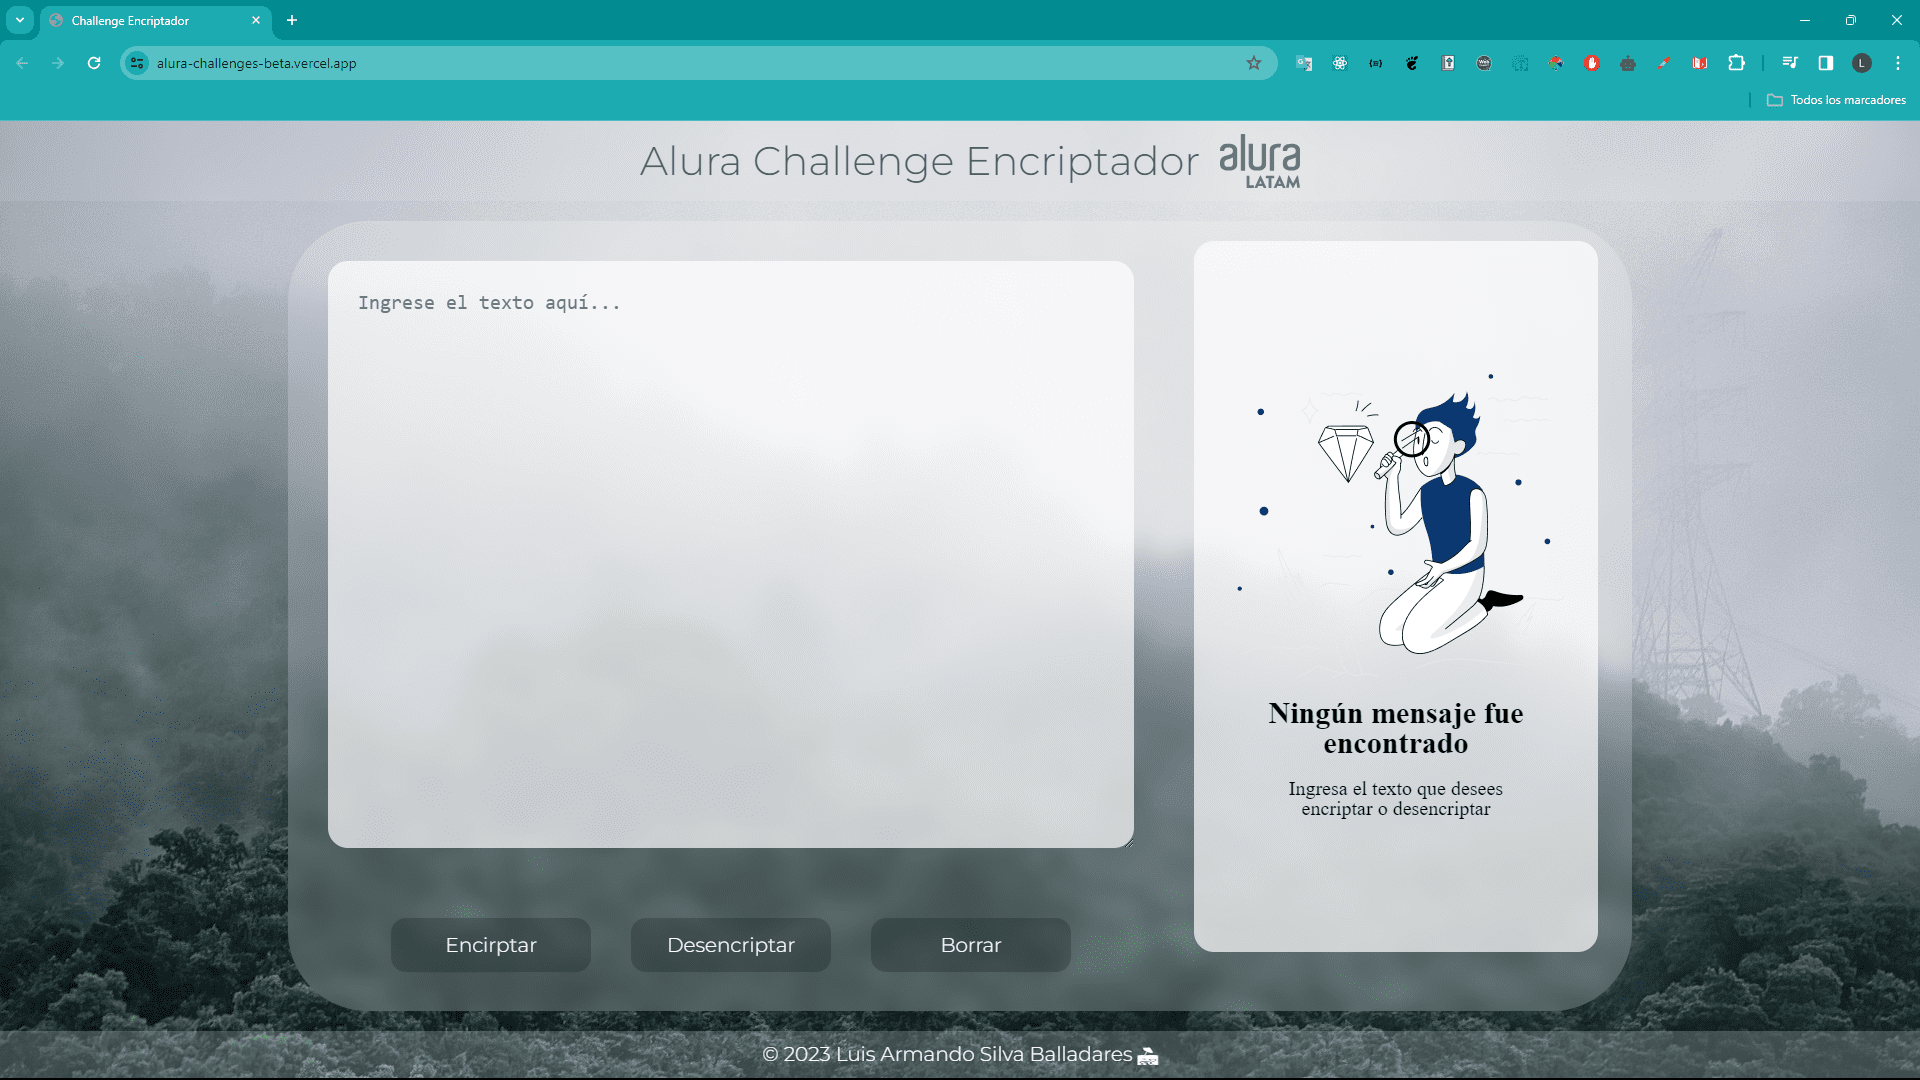 Challenge Encriptador
alura-challenges-beta.vercel.app
L
Todos los marcadores
Alura Challenge Encriptador
alura
LATAM
Ingrese el texto aquí...
Ningún mensaje fue
encontrado
Ingresa el texto que desees
encriptar o desencriptar
Encirptar
Desencriptar
Borrar
© 2023 Luis Armando Silva Balladares